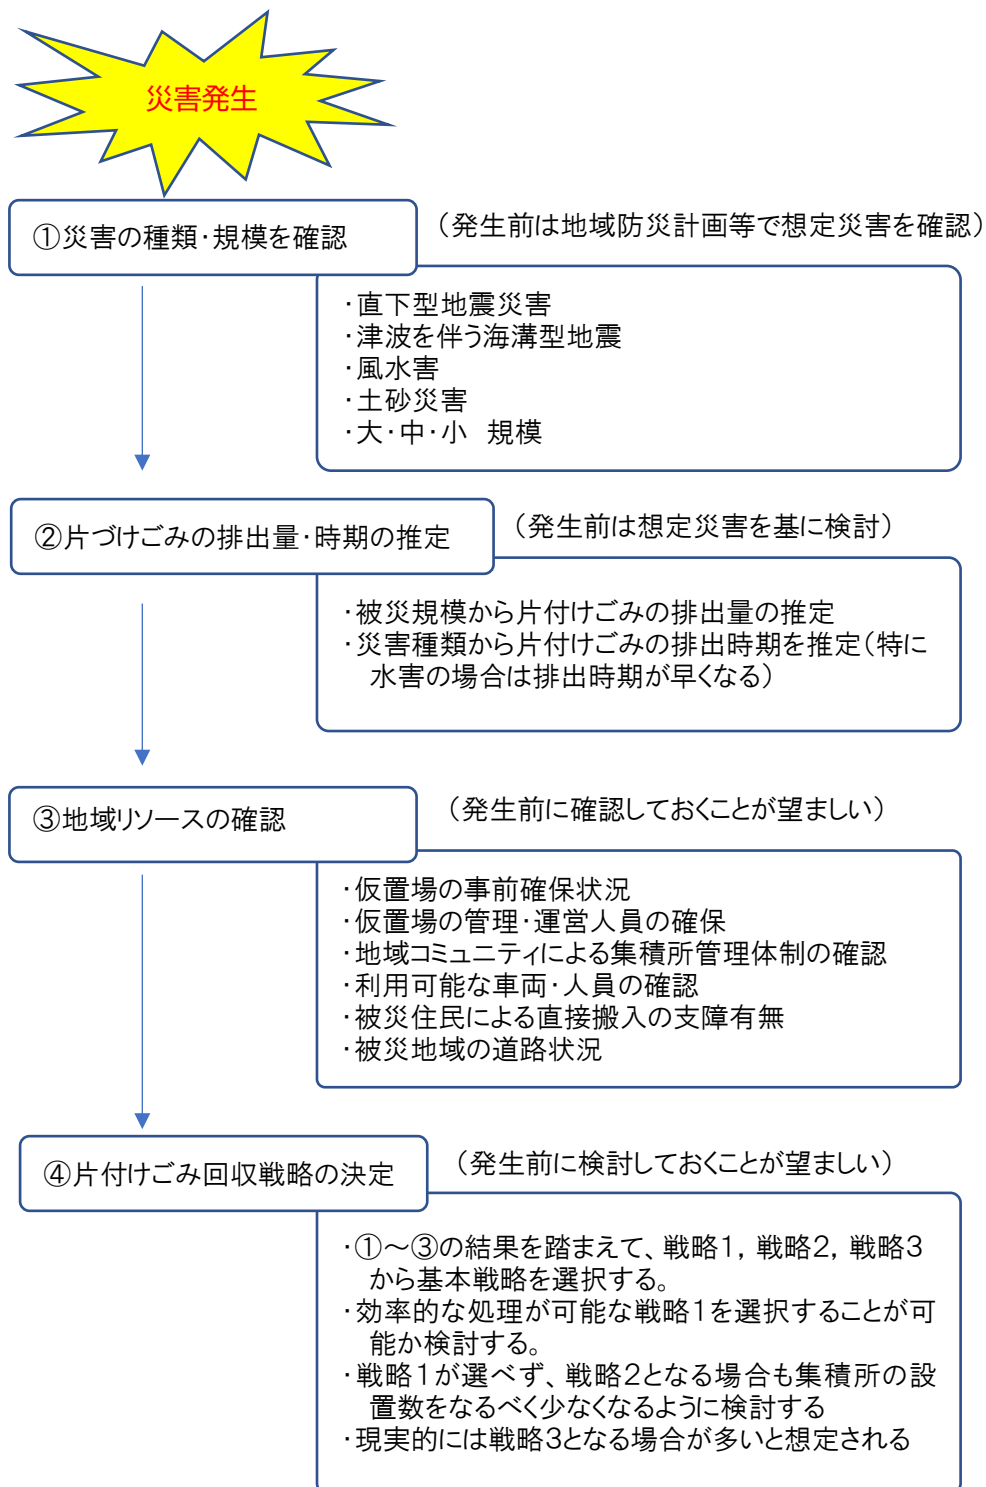 災害発生
①災害の種類・規模を確認
（発生前は地域防災計画等で想定災害を確認）
・直下型地震災害
・津波を伴う海溝型地震
・風水害
・土砂災害
・大・中・小　規模
②片づけごみの排出量・時期の推定
（発生前は想定災害を基に検討）
・被災規模から片付けごみの排出量の推定
・災害種類から片付けごみの排出時期を推定（特に
水害の場合は排出時期が早くなる）
③地域リソースの確認
（発生前に確認しておくことが望ましい）
・仮置場の事前確保状況
・仮置場の管理・運営人員の確保
・地域コミュニティによる集積所管理体制の確認
・利用可能な車両・人員の確認
・被災住民による直接搬入の支障有無
・被災地域の道路状況
④片付けごみ回収戦略の決定
（発生前に検討しておくことが望ましい）
・①～③の結果を踏まえて、戦略1，戦略2，戦略3
から基本戦略を選択する。
・効率的な処理が可能な戦略1を選択することが可
能か検討する。
・戦略1が選べず、戦略2となる場合も集積所の設
置数をなるべく少なくなるように検討する
・現実的には戦略3となる場合が多いと想定される